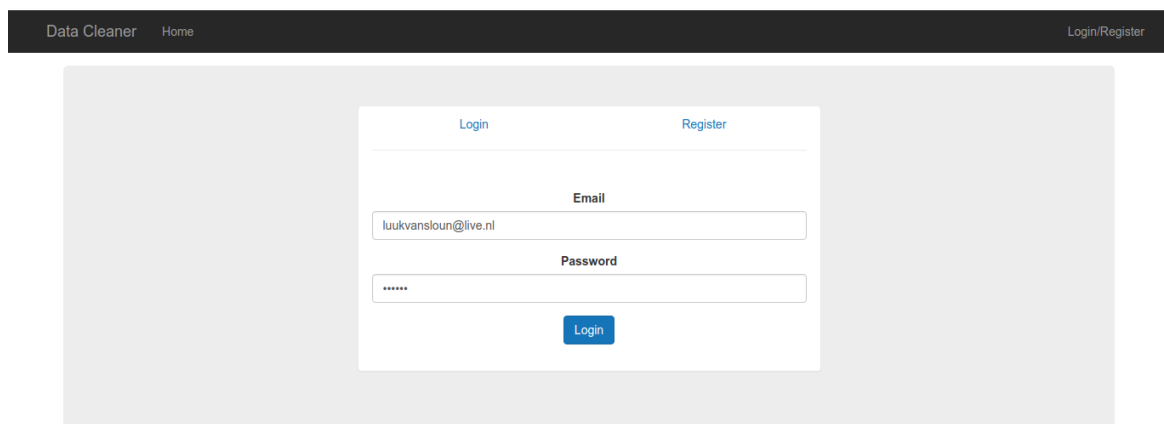 Data Cleaner Home Login/Register
Login Register
Email
luukvansloun@live.nl
Password
••••••
Login